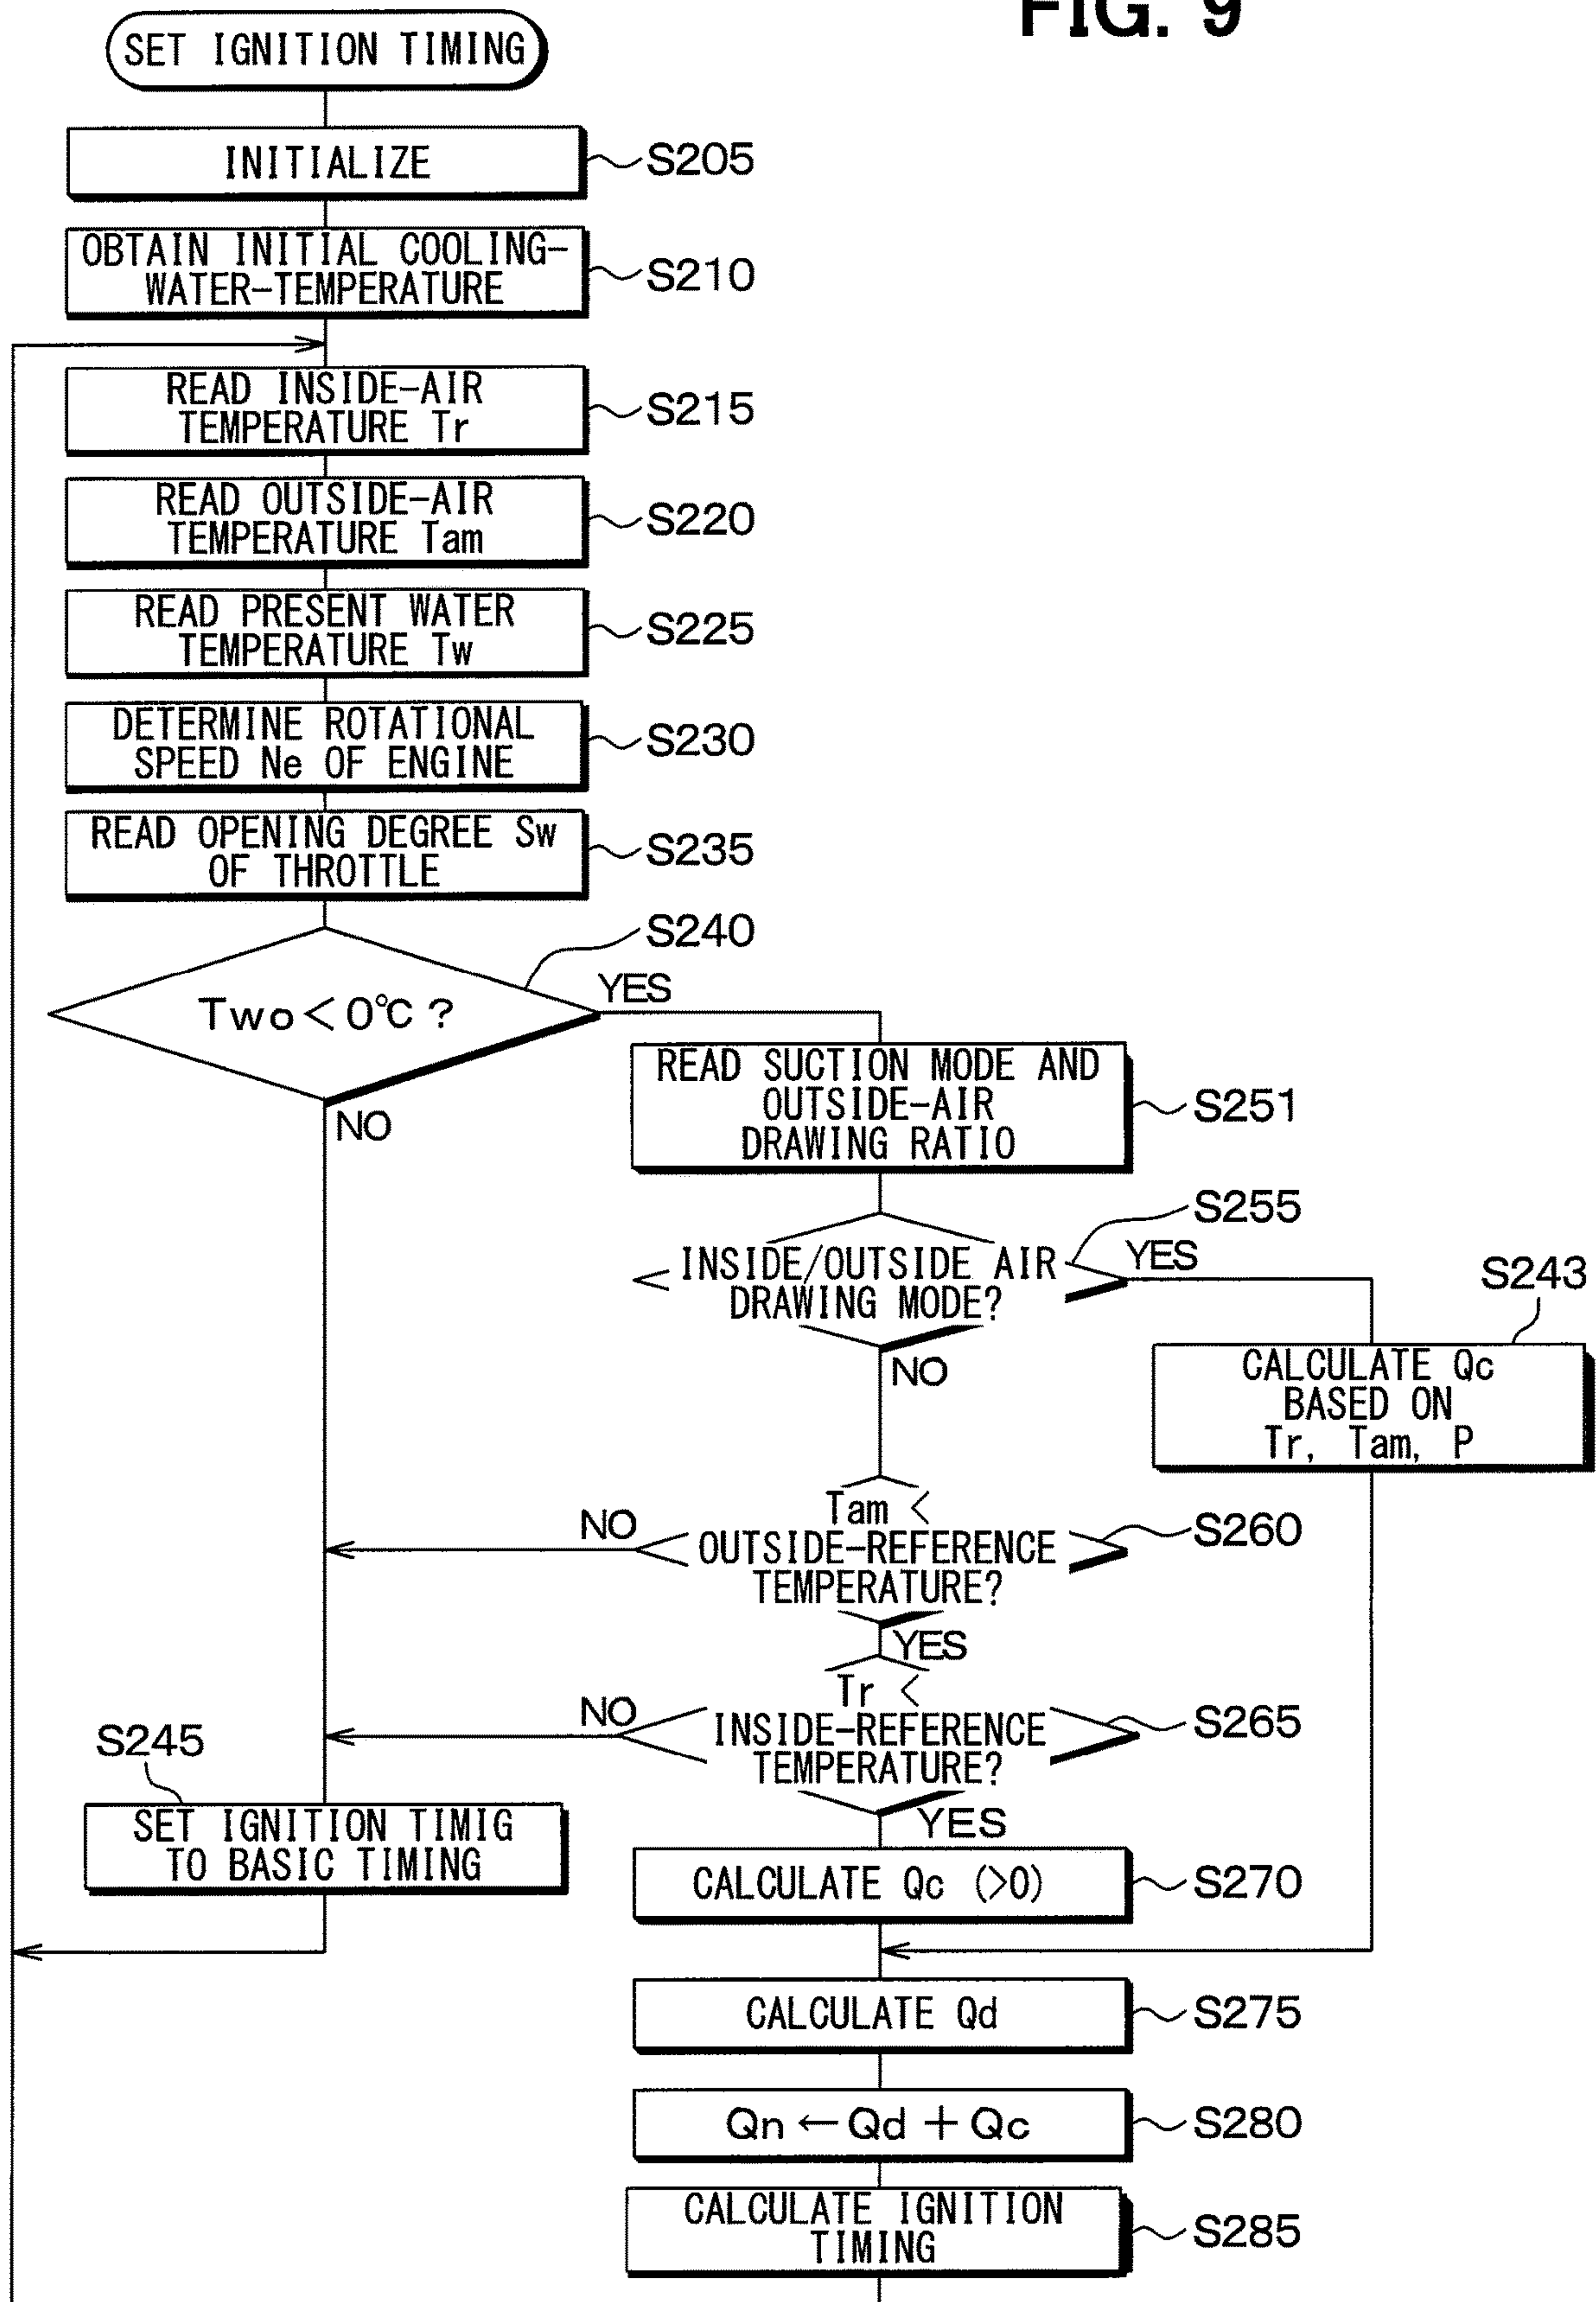 FIG. 9
SET IGNITION TIMING
INITIALIZE
S205
OBTAIN INITIAL COOLING-
WATER-TEMPERATURE
S210
READ INSIDE-AIR
TEMPERATURE Tr
S215
READ OUTSIDE-AIR
TEMPERATURE Tam
S220
READ PRESENT WATER
TEMPERATURE Tw
S225
DETERMINE ROTATIONAL
SPEED Ne OF ENGINE
S230
READ OPENING DEGREE Sw
OF THROTTLE
S235
S240
Two < 0℃ ?
YES
NO
READ SUCTION MODE AND
OUTSIDE-AIR
DRAWING RATIO
S251
S255
INSIDE/OUTSIDE AIR
DRAWING MODE?
YES
NO
S243
CALCULATE Qc
BASED ON
Tr, Tam, P
Tam <
OUTSIDE-REFERENCE
TEMPERATURE?
NO
S260
YES
Tr <
INSIDE-REFERENCE
TEMPERATURE?
NO
S265
YES
S245
SET IGNITION TIMIG
TO BASIC TIMING
CALCULATE Qc (>0)
S270
CALCULATE Qd
S275
Qn ← Qd + Qc
S280
CALCULATE IGNITION
TIMING
S285